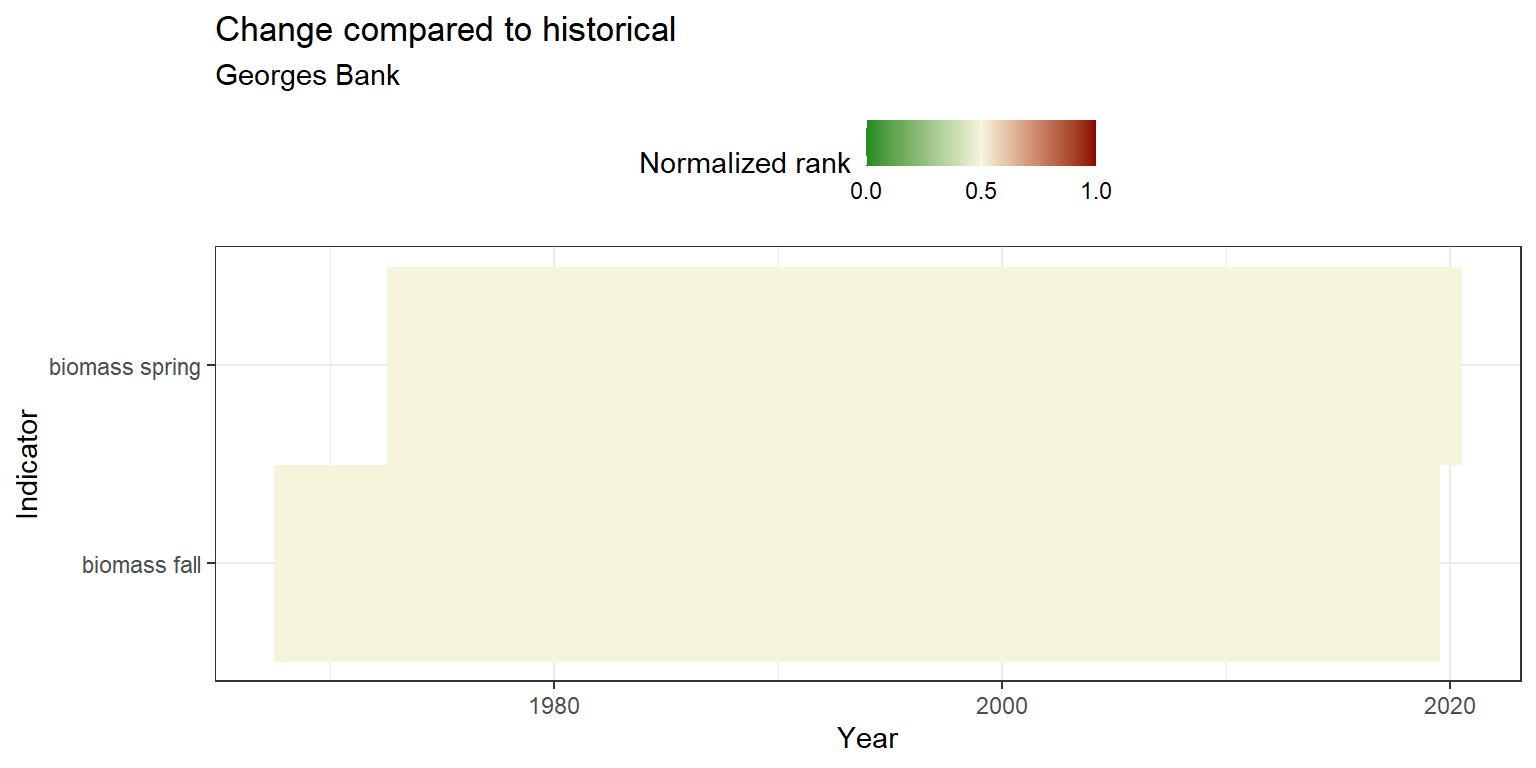 Change compared to historical
Georges Bank
Normalized rank
0.0 0.5 1.0
biomass spring
biomass fall
Indicator
1980 2000 2020
Year